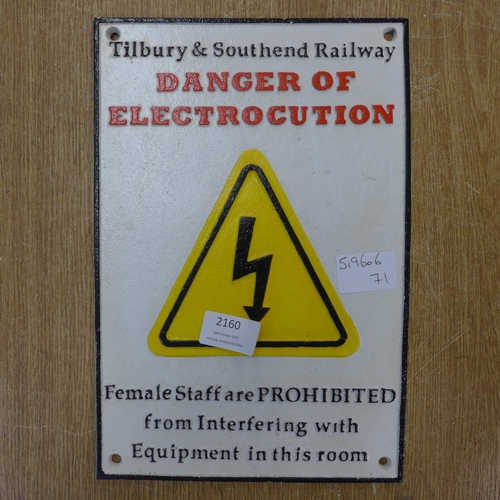 Tilbury & Southend Railway
DANGER OF
ELECTROCUTION
519606
71
2160
Female Staff are PROHIBITED
from Interfering with
Equipment in this room